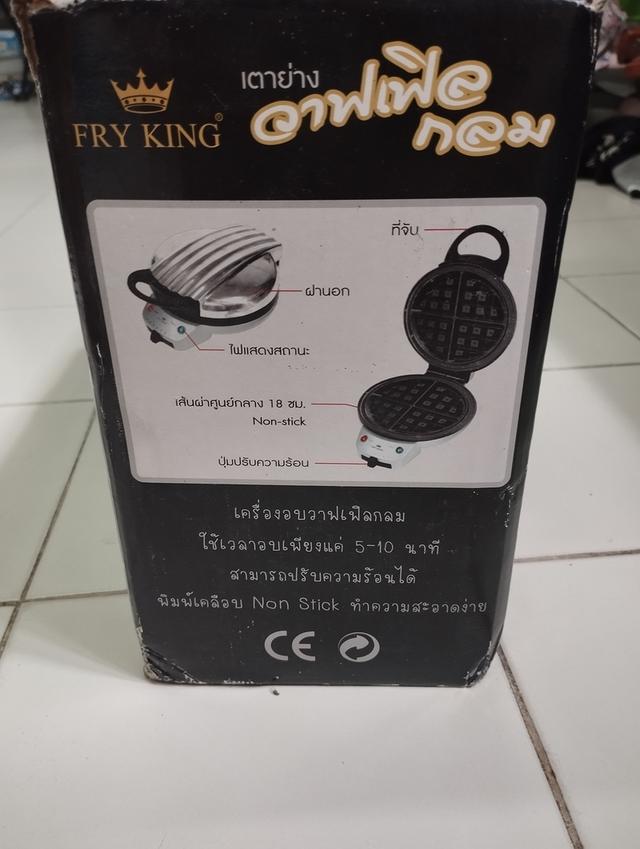 FRY KING®
เตาย่าง
วาฟเฟิล
กลม
ที่จับ
ฝานอก
ไฟแสดงสถานะ
เส้นผ่าศูนย์กลาง 18 ซม.
Non-stick
ปุ่มปรับความร้อน
เครื่องอบวาฟเฟิลกลม
ใช้เวลาอบเพียงแค่ 5-10 นาที
สามารถปรับความร้อนได้
พิมพ์เคลือบ Non Stick ทำความสะอาดง่าย
CE